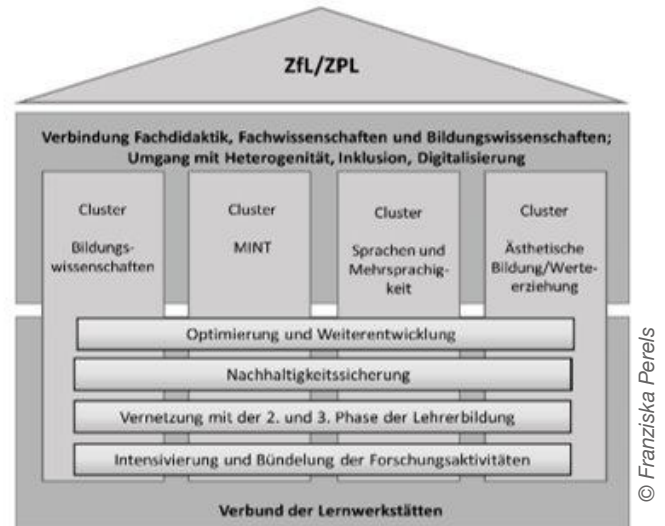 ZfL/ZPL
Verbindung Fachdidaktik, Fachwissenschaften und Bildungswissenschaften;
Umgang mit Heterogenität, Inklusion, Digitalisierung
Cluster
Bildungs-
wissenschaften
Cluster
MINT
Cluster
Sprachen und
Mehrsprachig-
keit
Cluster
Ästhetische
Bildung/Werte-
erziehung
Optimierung und Weiterentwicklung
Nachhaltigkeitssicherung
Vernetzung mit der 2. und 3. Phase der Lehrerbildung
Intensivierung und Bündelung der Forschungsaktivitäten
Verbund der Lernwerkstätten
© Franziska Perels